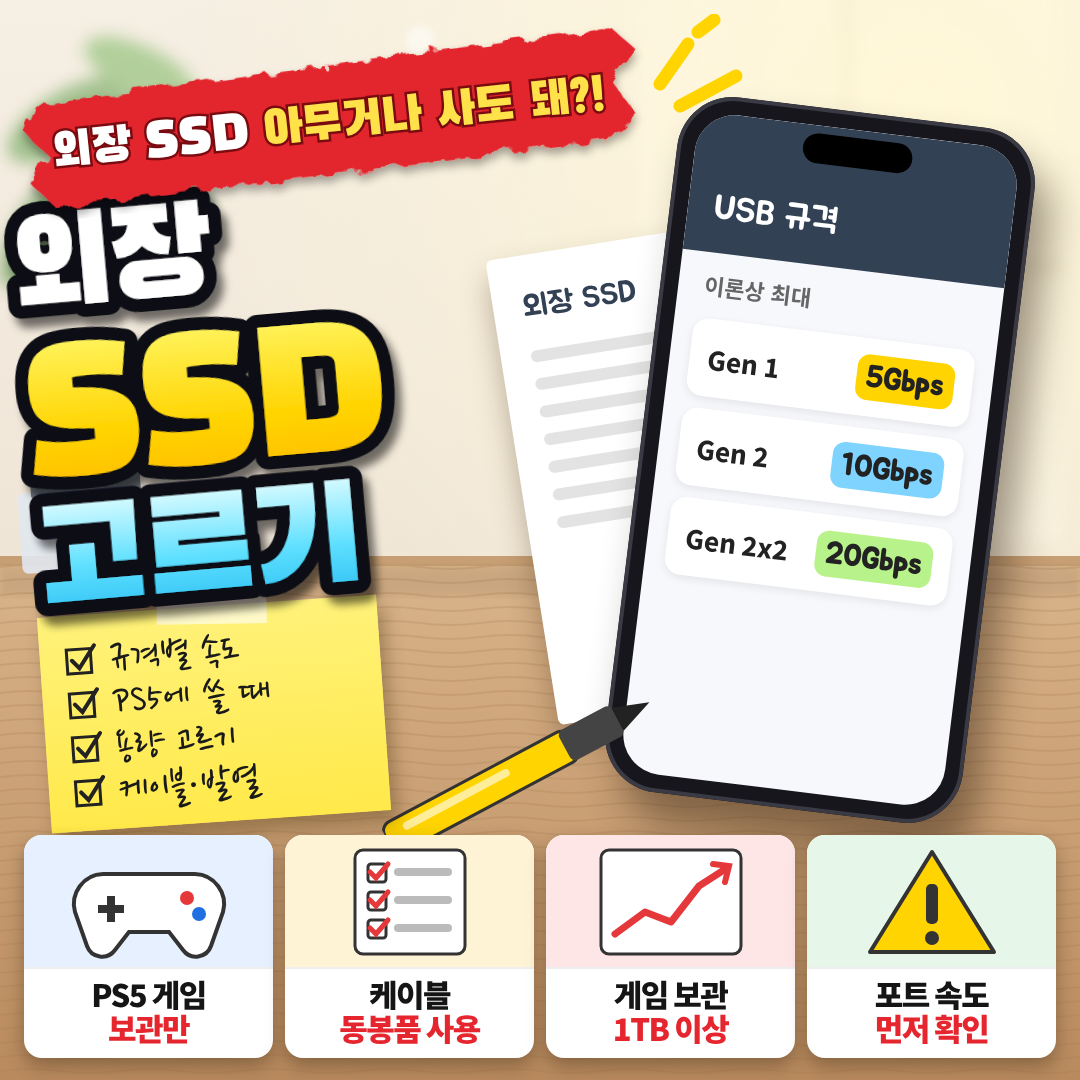 외장 SSD 아무거나 사도 돼?!
외장
SSD
고르기
외장 SSD
USB 규격
이론상 최대
Gen 1 5Gbps
Gen 2 10Gbps
Gen 2x2 20Gbps
규격별 속도
PS5에 쓸 때
용량 고르기
케이블·발열
PS5 게임
보관만
케이블
동봉품 사용
게임 보관
1TB 이상
포트 속도
먼저 확인